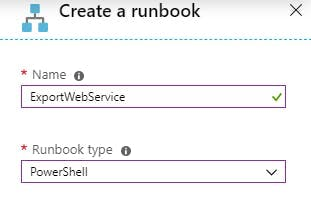 Create a runbook
* Name
ExportWebService
* Runbook type
PowerShell